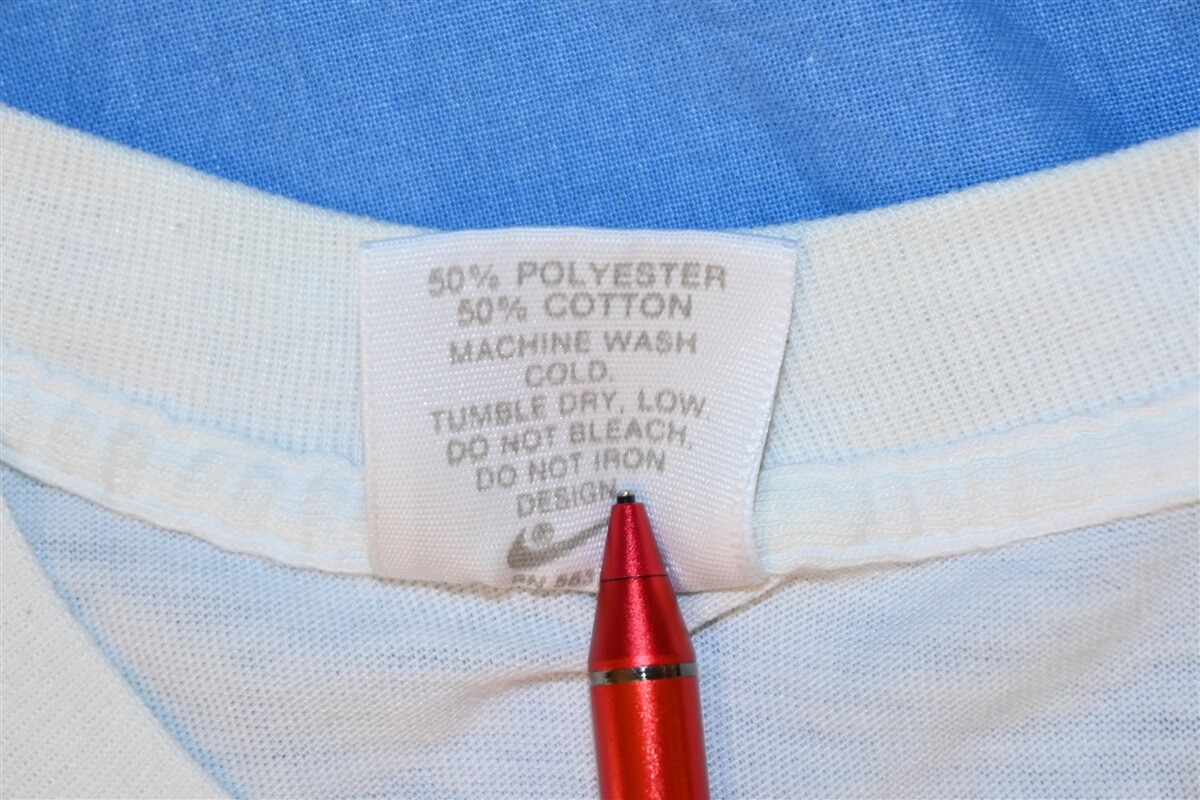 50% POLYESTER
50% COTTON
MACHINE WASH
COLD.
TUMBLE DRY, LOW
DO NOT BLEACH,
DO NOT IRON
DESIGN
®